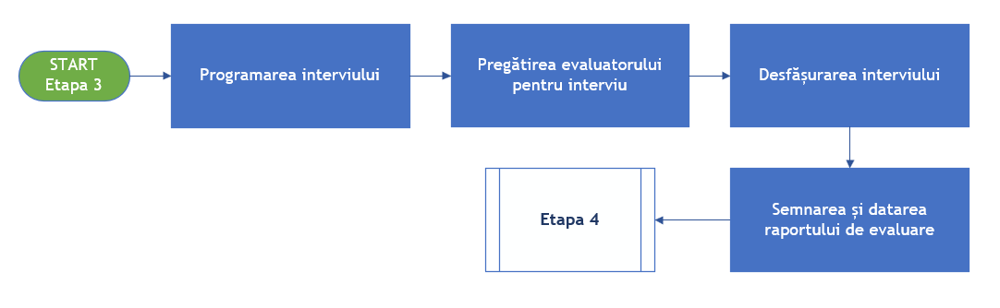 START
Etapa 3
Programarea interviului
Pregătirea evaluatorului
pentru interviu
Desfășurarea interviului
Semnarea și datarea
raportului de evaluare
Etapa 4